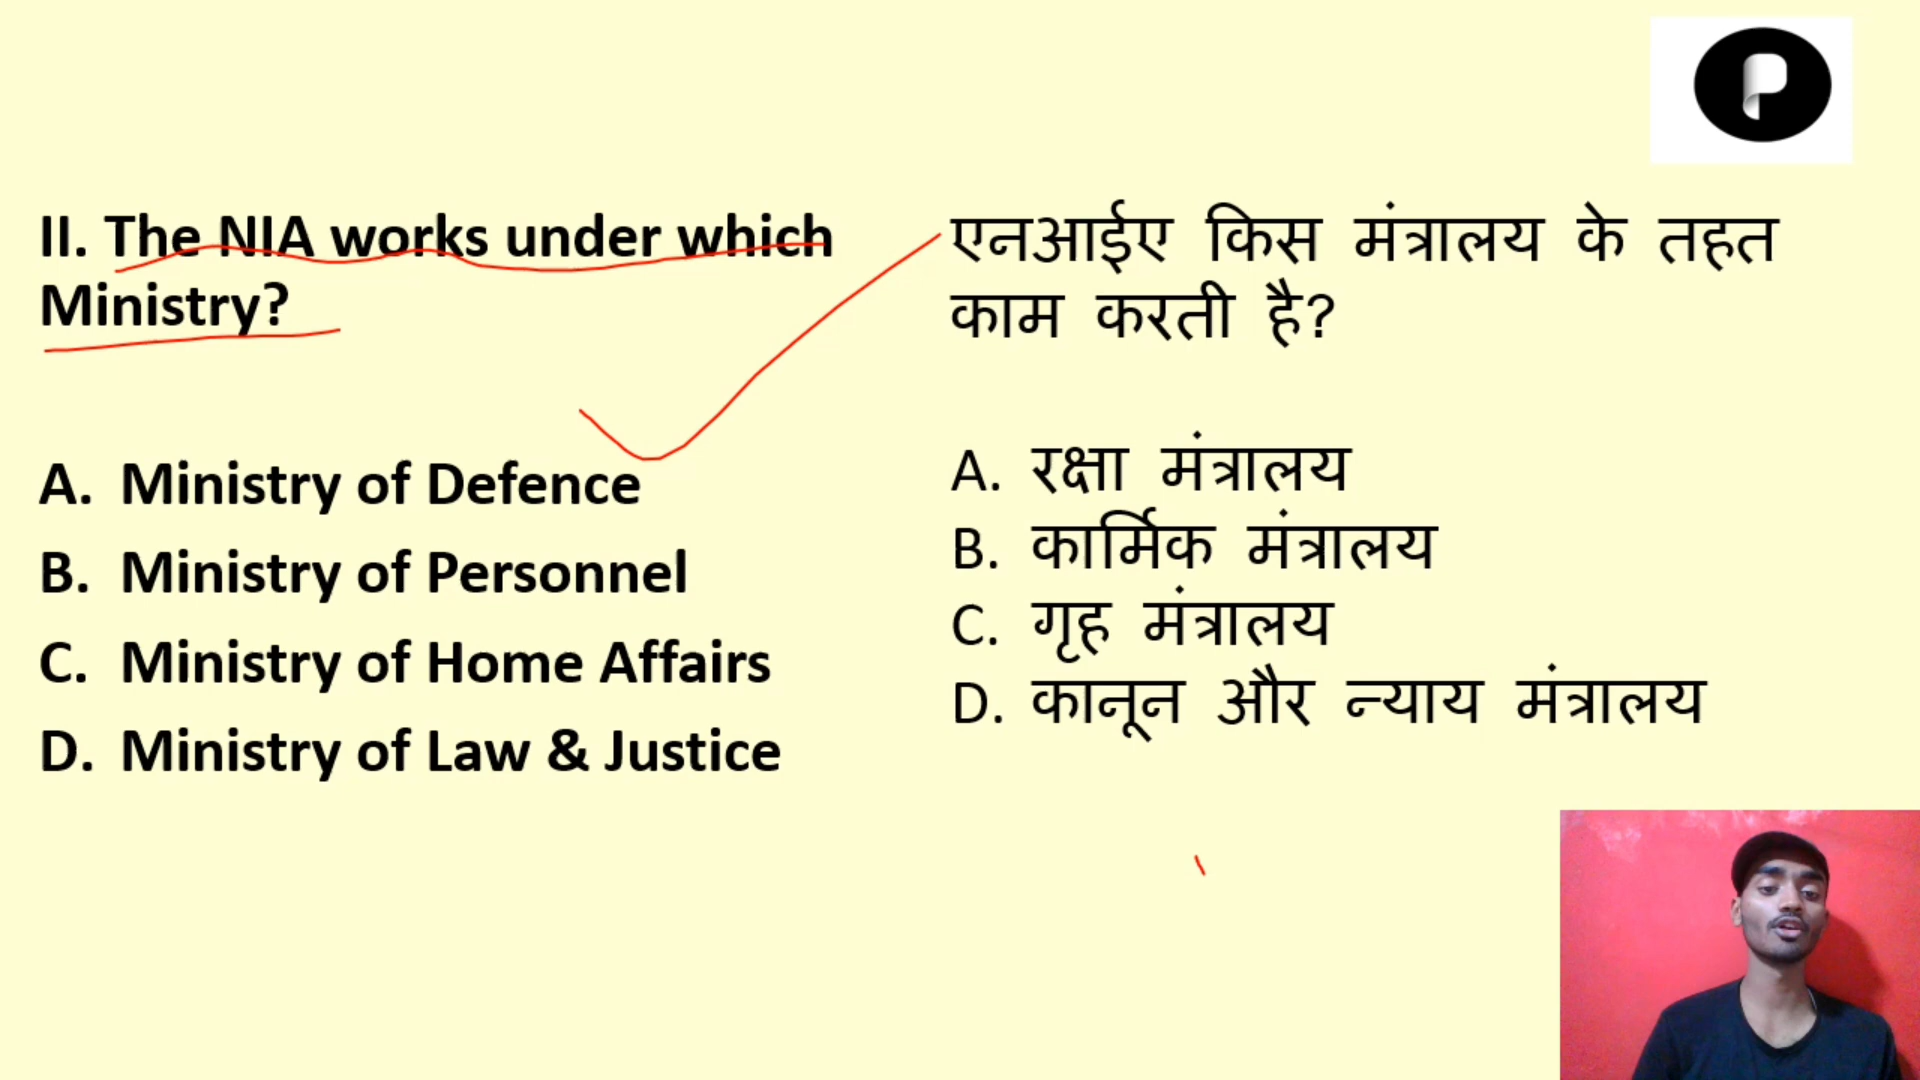 II. The NIA works under which
Ministry?
A. Ministry of Defence
B. Ministry of Personnel
C. Ministry of Home Affairs
D. Ministry of Law & Justice
एनआईए किस मंत्रालय के तहत
काम करती है?
A. रक्षा मंत्रालय
B. कार्मिक मंत्रालय
C. गृह मंत्रालय
D. कानून और न्याय मंत्रालय
P